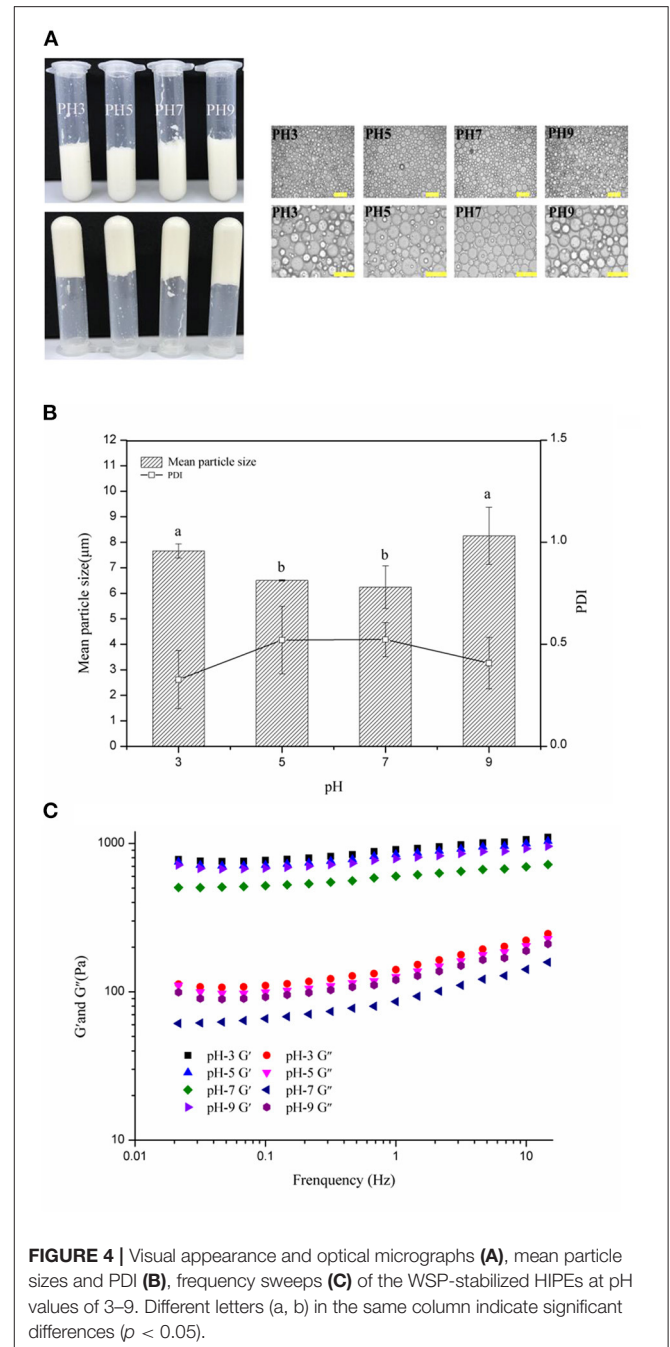 A
PH3 PH5 PH7 PH9
PH3 PH5 PH7 PH9
PH3 PH5 PH7 PH9
B
12
11
10
9
8
7
6
5
4
3
2
1
0
Mean particle size(μm)
Mean particle size
PDI
a b b a
1.5
1.0
0.5
0.0
PDI
3 5 7 9
pH
C
1000
100
10
G'and G"(Pa)
pH-3 G' pH-3 G"
pH-5 G' pH-5 G"
pH-7 G' pH-7 G"
pH-9 G' pH-9 G"
0.01 0.1 1 10
Frenquency (Hz)
FIGURE 4 | Visual appearance and optical micrographs (A), mean particle
sizes and PDI (B), frequency sweeps (C) of the WSP-stabilized HIPEs at pH
values of 3–9. Different letters (a, b) in the same column indicate significant
differences (p < 0.05).